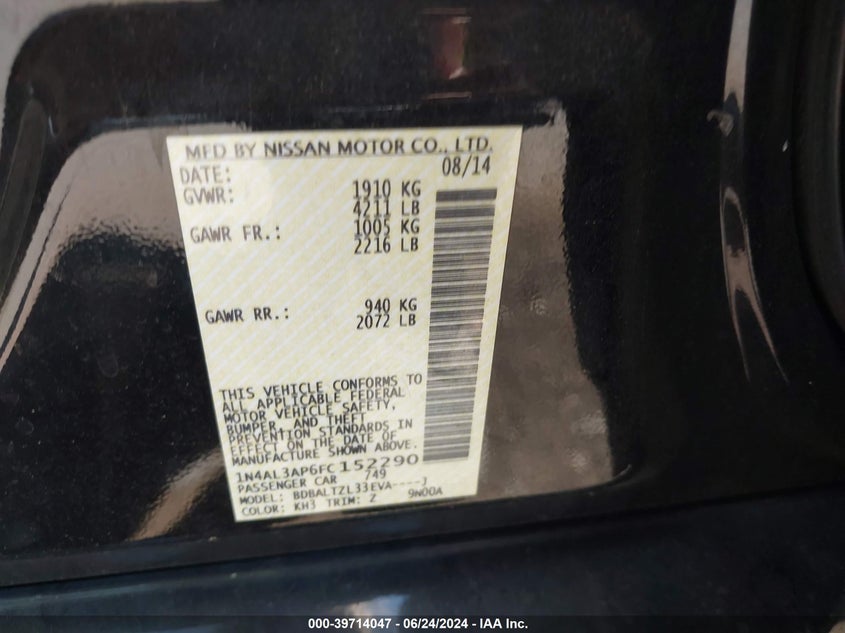 MFD BY NISSAN MOTOR CO., LTD.
DATE: 08/14
GVWR: 1910 KG
4211 LB
GAWR FR.: 1005 KG
2216 LB
GAWR RR.: 940 KG
2072 LB
THIS VEHICLE CONFORMS TO
ALL APPLICABLE FEDERAL
MOTOR VEHICLE SAFETY,
BUMPER, AND THEFT
PREVENTION STANDARDS IN
EFFECT ON THE DATE OF
MANUFACTURE SHOWN ABOVE.
1N4AL3AP6FC152290
PASSENGER CAR /49
MODEL: BDBALTZL33EVA----J
COLOR: KH3 TRIM: Z 9N00A
000-39714047 - 06/24/2024 - IAA Inc.